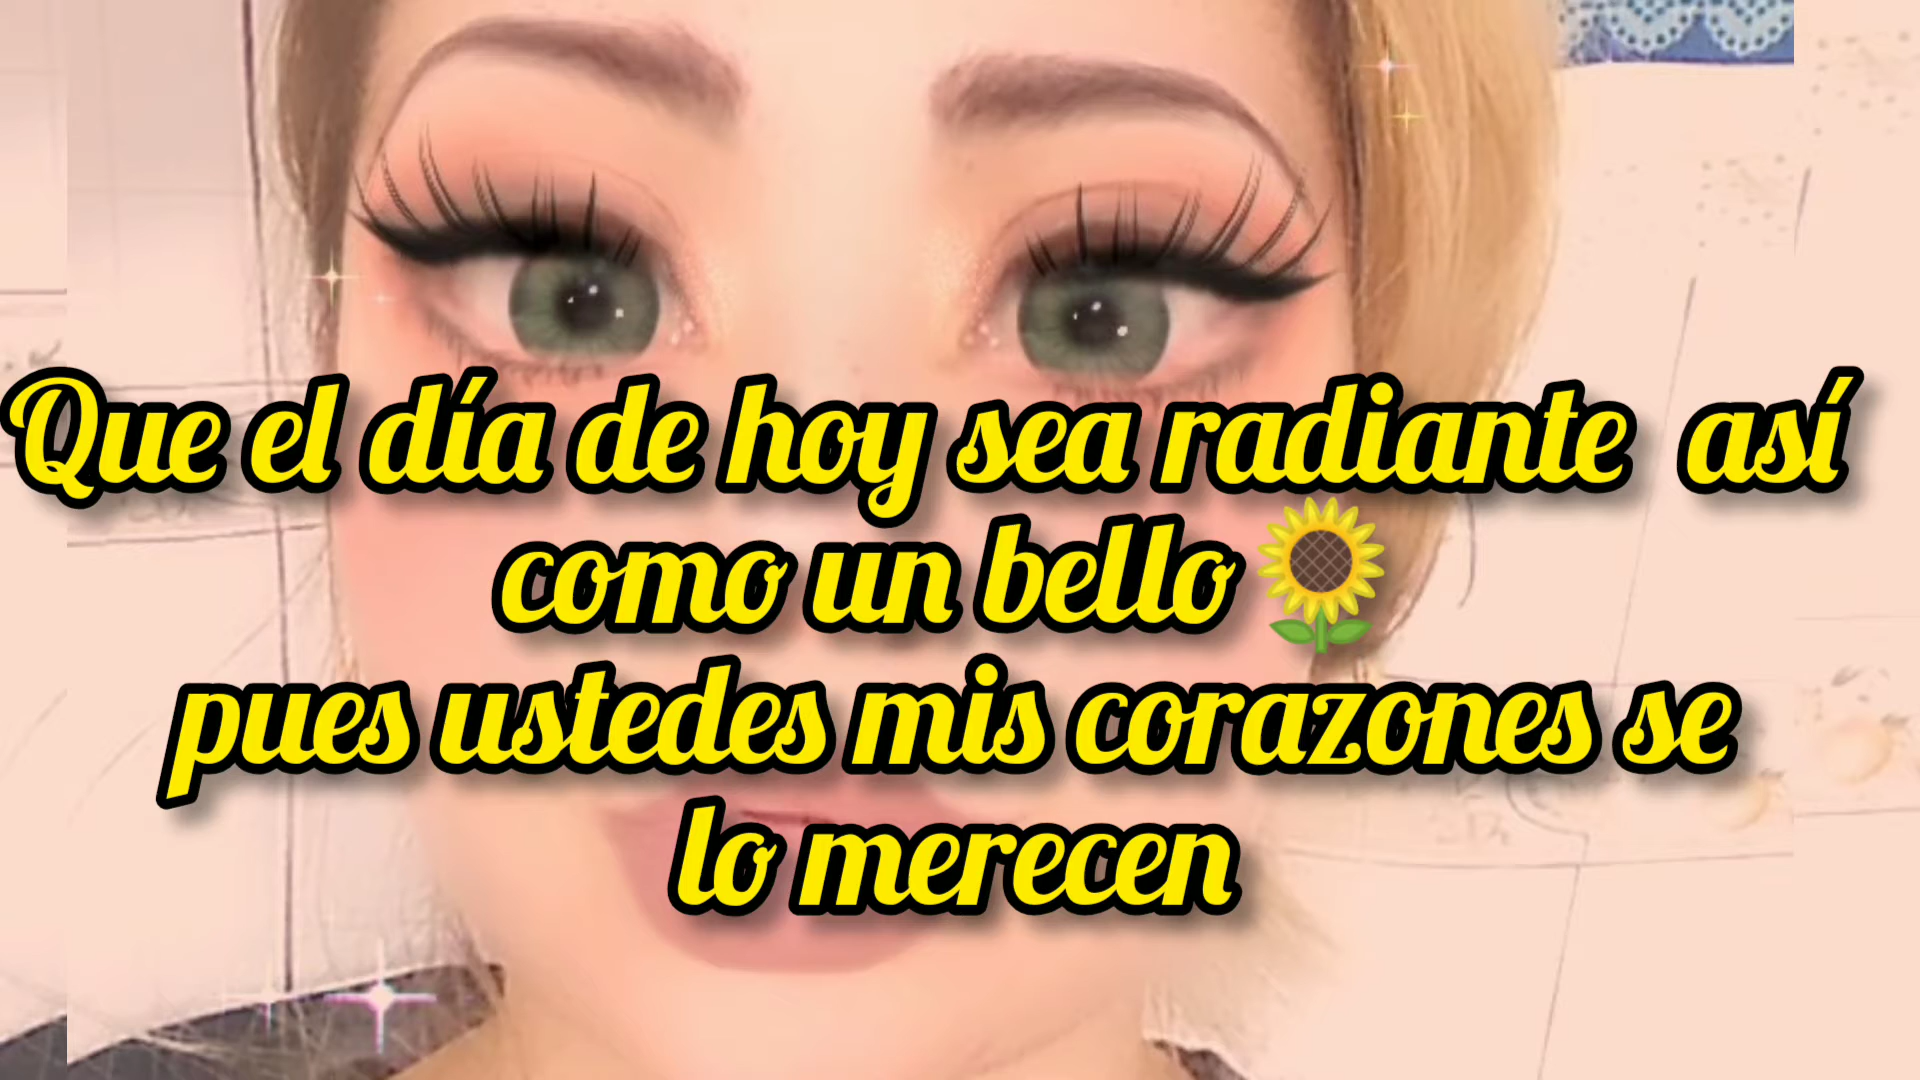 Que el día de hoy sea radiante así
como un bello🌻
pues ustedes mis corazones se
lo merecen